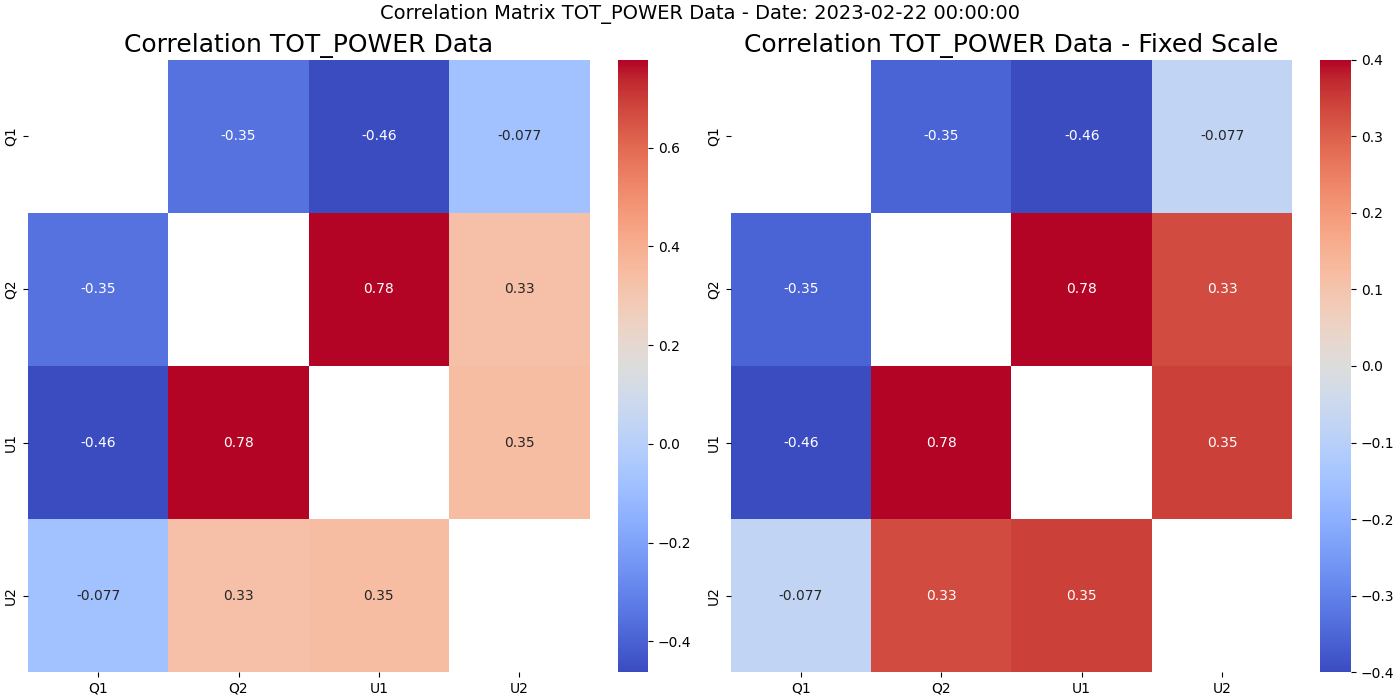 Correlation Matrix TOT_POWER Data - Date: 2023-02-22 00:00:00
Correlation TOT_POWER Data
Q1
-0.35
-0.46
-0.077
Q2
-0.35
0.78
0.33
U1
-0.46
0.78
0.35
U2
-0.077
0.33
0.35
Q1
Q2
U1
U2
0.6
0.4
0.2
0.0
−0.2
−0.4
Correlation TOT_POWER Data - Fixed Scale
Q1
-0.35
-0.46
-0.077
Q2
-0.35
0.78
0.33
U1
-0.46
0.78
0.35
U2
-0.077
0.33
0.35
Q1
Q2
U1
U2
0.4
0.3
0.2
0.1
0.0
−0.1
−0.2
−0.3
−0.4